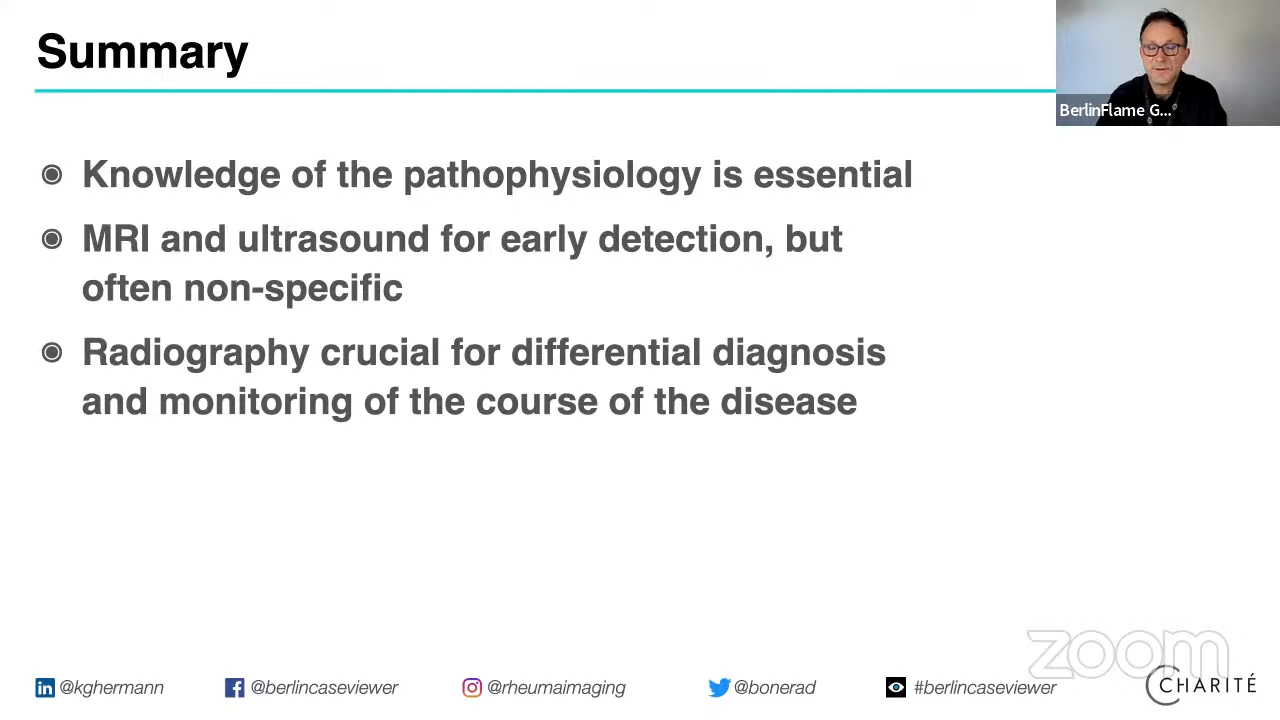 Summary
BerlinFlame G...
Knowledge of the pathophysiology is essential
MRI and ultrasound for early detection, but
often non-specific
Radiography crucial for differential diagnosis
and monitoring of the course of the disease
zoom
@kghermann
@berlincaseviewer
@rheumaimaging
@bonerad
#berlincaseviewer
CHARITÉ